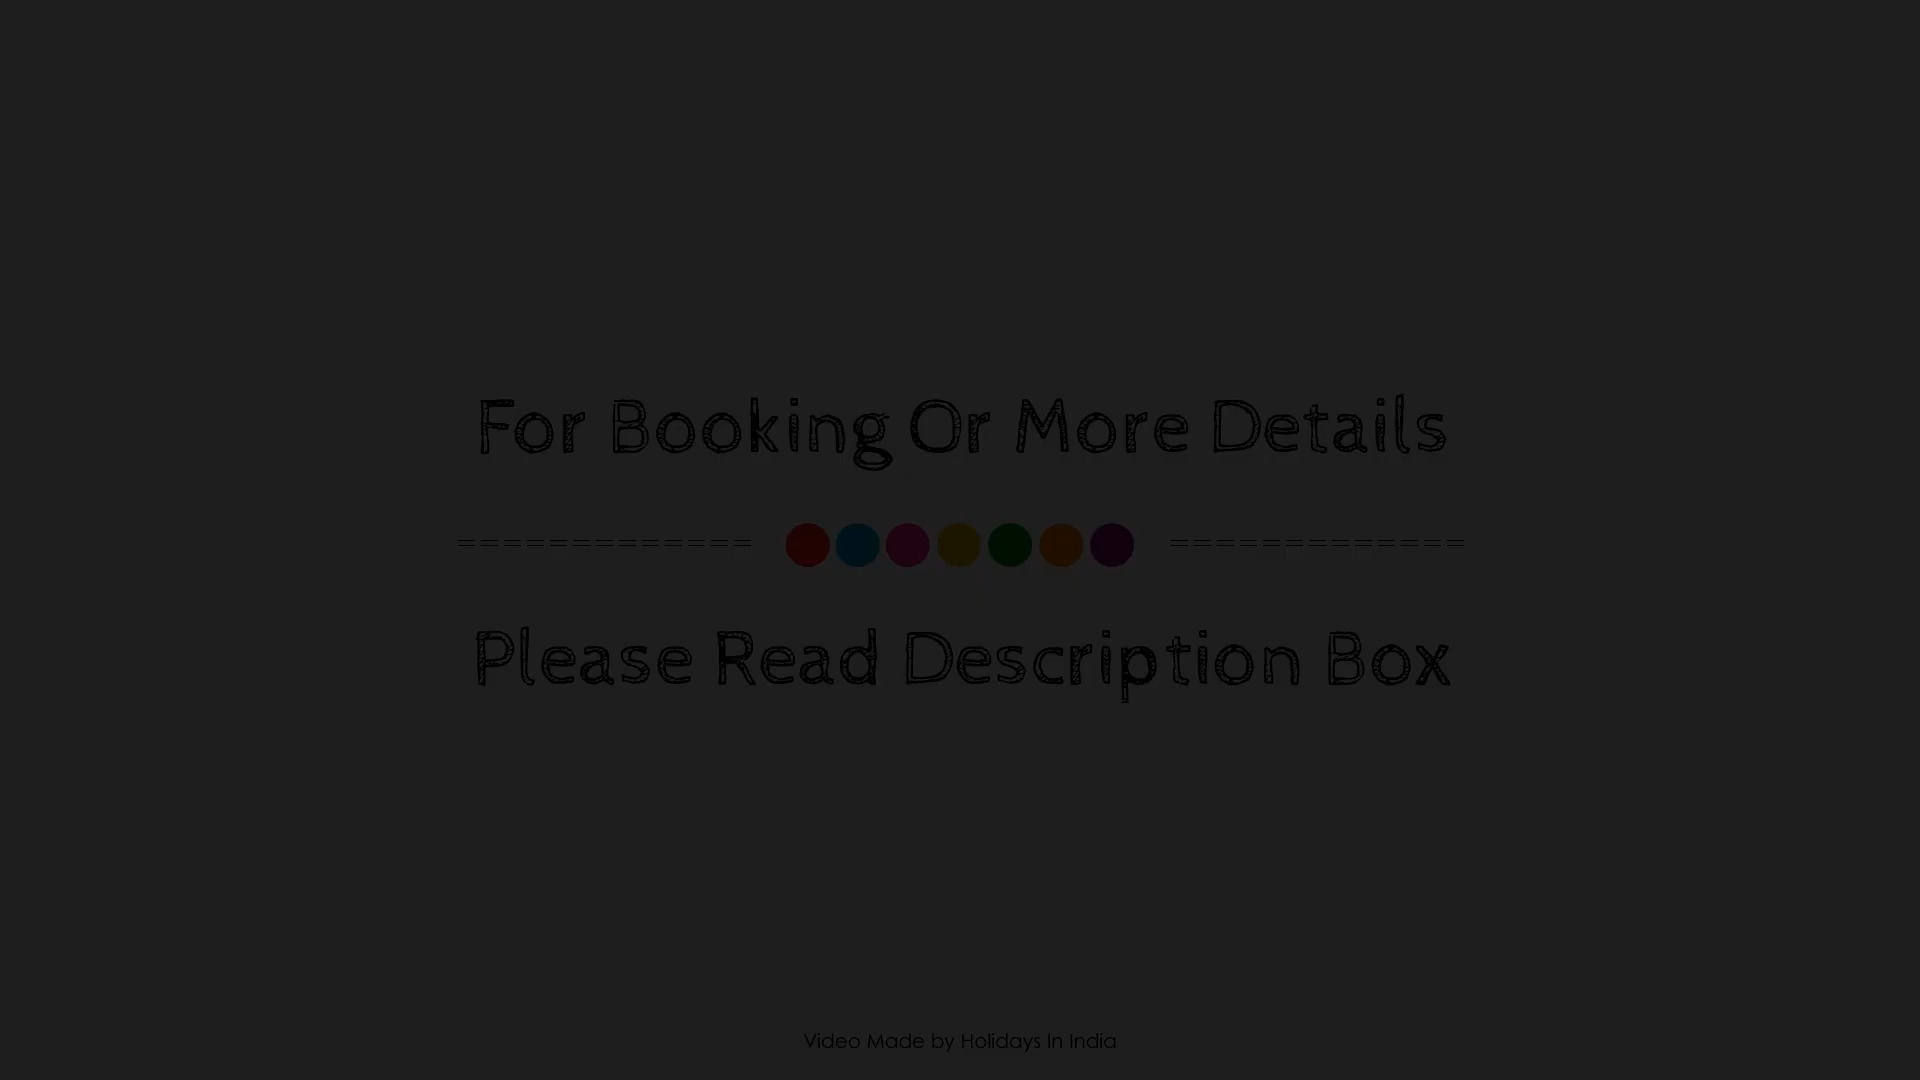 For Booking Or More Details
============= =============
Please Read Description Box
Video Made by Holidays In India